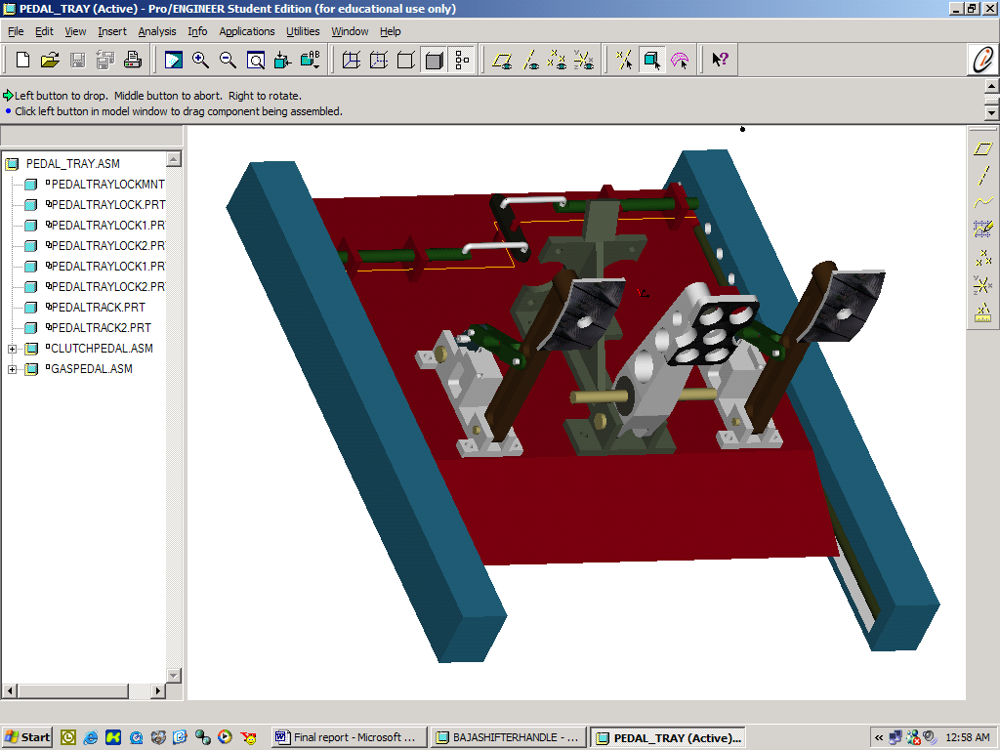 PEDAL_TRAY (Active) - Pro/ENGINEER Student Edition (for educational use only)
File Edit View Insert Analysis Info Applications Utilities Window Help
Left button to drop. Middle button to abort. Right to rotate.
Click left button in model window to drag component being assembled.
PEDAL_TRAY.ASM
PEDALTRAYLOCKMNT
PEDALTRAYLOCK.PRT
PEDALTRAYLOCK1.PR
PEDALTRAYLOCK2.PR
PEDALTRAYLOCK1.PR
PEDALTRAYLOCK2.PR
PEDALTRACK.PRT
PEDALTRACK2.PRT
CLUTCHPEDAL.ASM
GASPEDAL.ASM
Start Final report - Microsoft ... BAJASHIFTERHANDLE - ... PEDAL_TRAY (Active)... « 12:58 AM